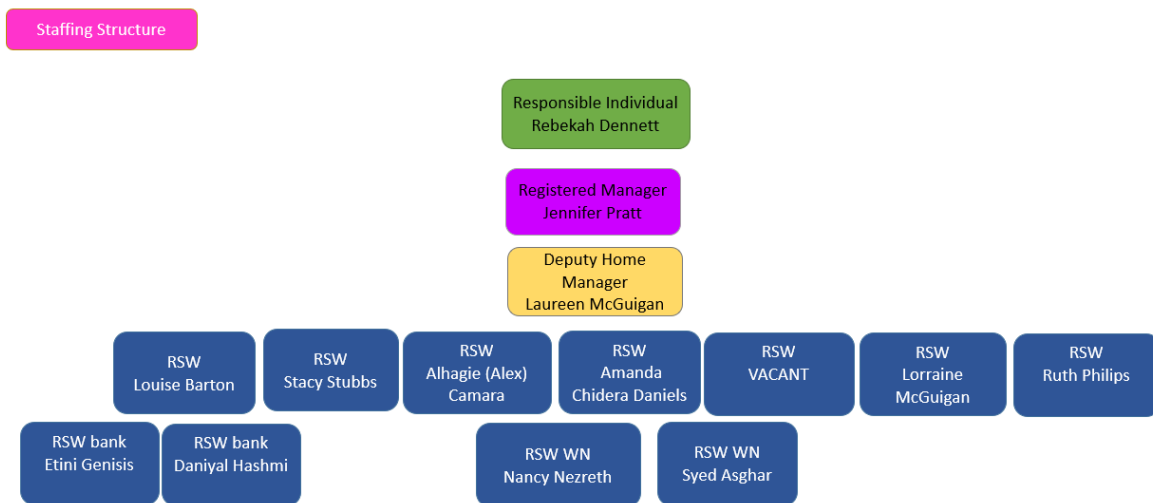 Staffing Structure
Responsible Individual
Rebekah Dennett
Registered Manager
Jennifer Pratt
Deputy Home
Manager
Laureen McGuigan
RSW
Louise Barton
RSW
Stacy Stubbs
RSW
Alhagie (Alex)
Camara
RSW
Amanda
Chidera Daniels
RSW
VACANT
RSW
Lorraine
McGuigan
RSW
Ruth Philips
RSW bank
Etini Genisis
RSW bank
Daniyal Hashmi
RSW WN
Nancy Nezreth
RSW WN
Syed Asghar